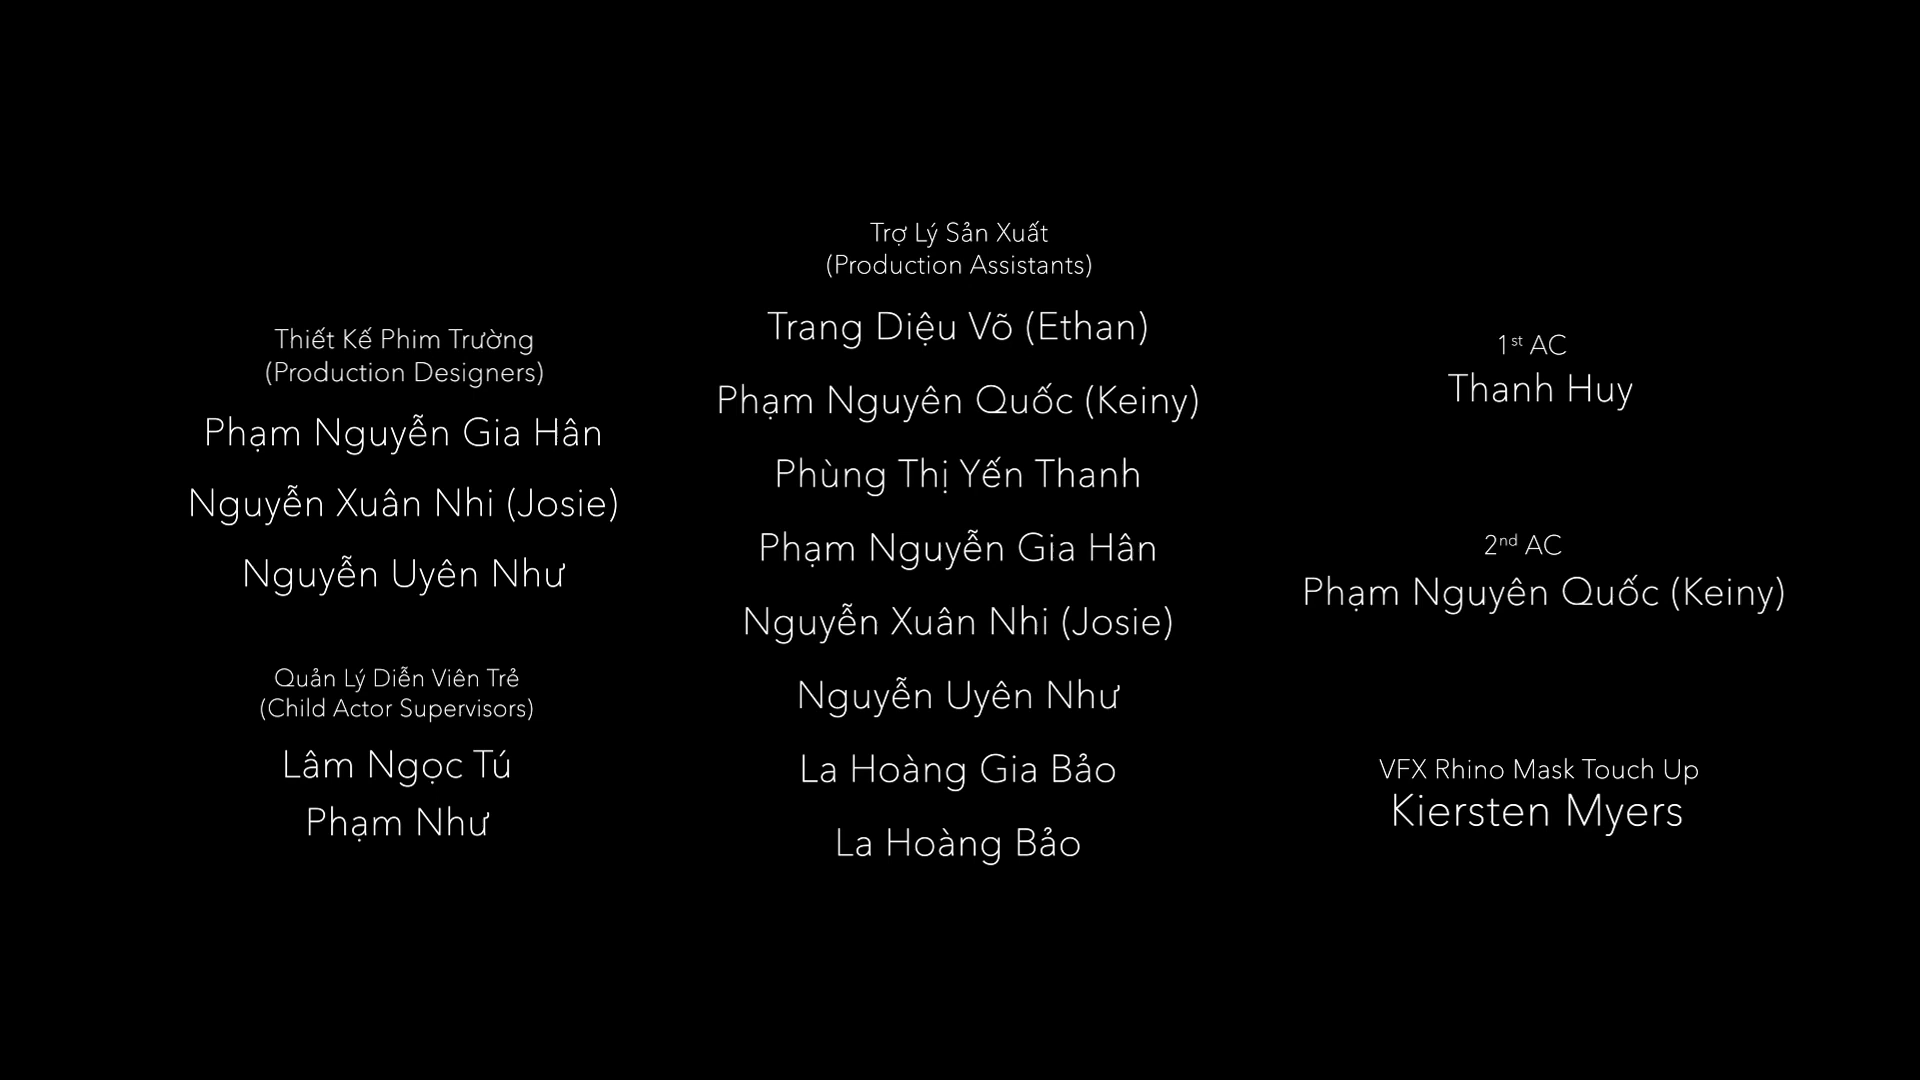 Thiết Kế Phim Trường
(Production Designers)
Phạm Nguyễn Gia Hân
Nguyễn Xuân Nhi (Josie)
Nguyễn Uyên Như
Quản Lý Diễn Viên Trẻ
(Child Actor Supervisors)
Lâm Ngọc Tú
Phạm Như
Trợ Lý Sản Xuất
(Production Assistants)
Trang Diệu Võ (Ethan)
Phạm Nguyên Quốc (Keiny)
Phùng Thị Yến Thanh
Phạm Nguyễn Gia Hân
Nguyễn Xuân Nhi (Josie)
Nguyễn Uyên Như
La Hoàng Gia Bảo
La Hoàng Bảo
1st AC
Thanh Huy
2nd AC
Phạm Nguyên Quốc (Keiny)
VFX Rhino Mask Touch Up
Kiersten Myers